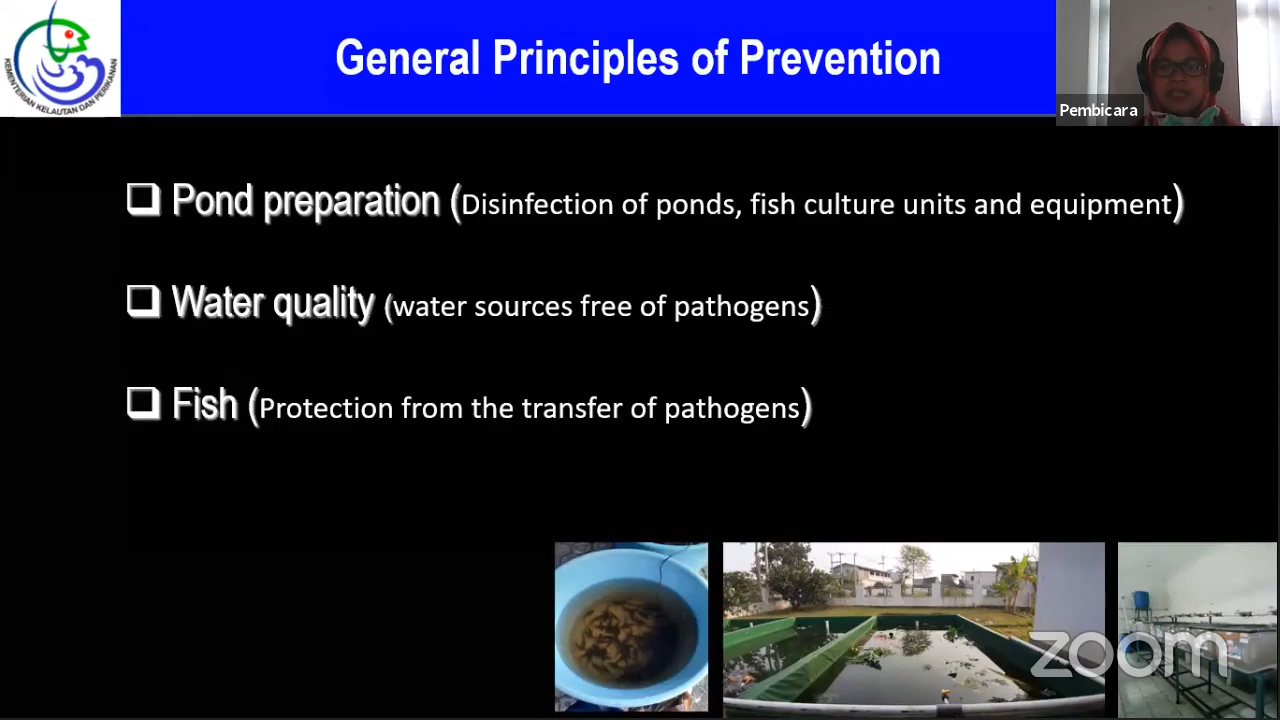 General Principles of Prevention
KEMENTERIAN KELAUTAN DAN PERIKANAN
Pembicara
❑ Pond preparation (Disinfection of ponds, fish culture units and equipment)
❑ Water quality (water sources free of pathogens)
❑ Fish (Protection from the transfer of pathogens)
zoom